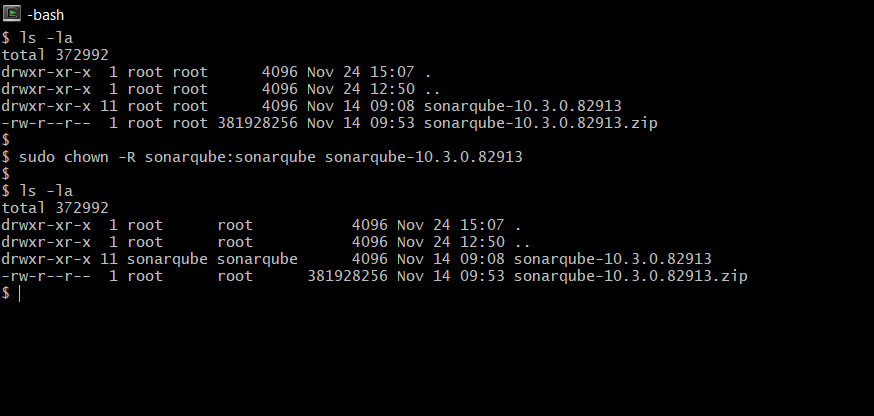 -bash
$ ls -la
total 372992
drwxr-xr-x  1 root root      4096 Nov 24 15:07 .
drwxr-xr-x  1 root root      4096 Nov 24 12:50 ..
drwxr-xr-x 11 root root      4096 Nov 14 09:08 sonarqube-10.3.0.82913
-rw-r--r--  1 root root 381928256 Nov 14 09:53 sonarqube-10.3.0.82913.zip
$
$ sudo chown -R sonarqube:sonarqube sonarqube-10.3.0.82913
$
$ ls -la
total 372992
drwxr-xr-x  1 root      root           4096 Nov 24 15:07 .
drwxr-xr-x  1 root      root           4096 Nov 24 12:50 ..
drwxr-xr-x 11 sonarqube sonarqube      4096 Nov 14 09:08 sonarqube-10.3.0.82913
-rw-r--r--  1 root      root      381928256 Nov 14 09:53 sonarqube-10.3.0.82913.zip
$